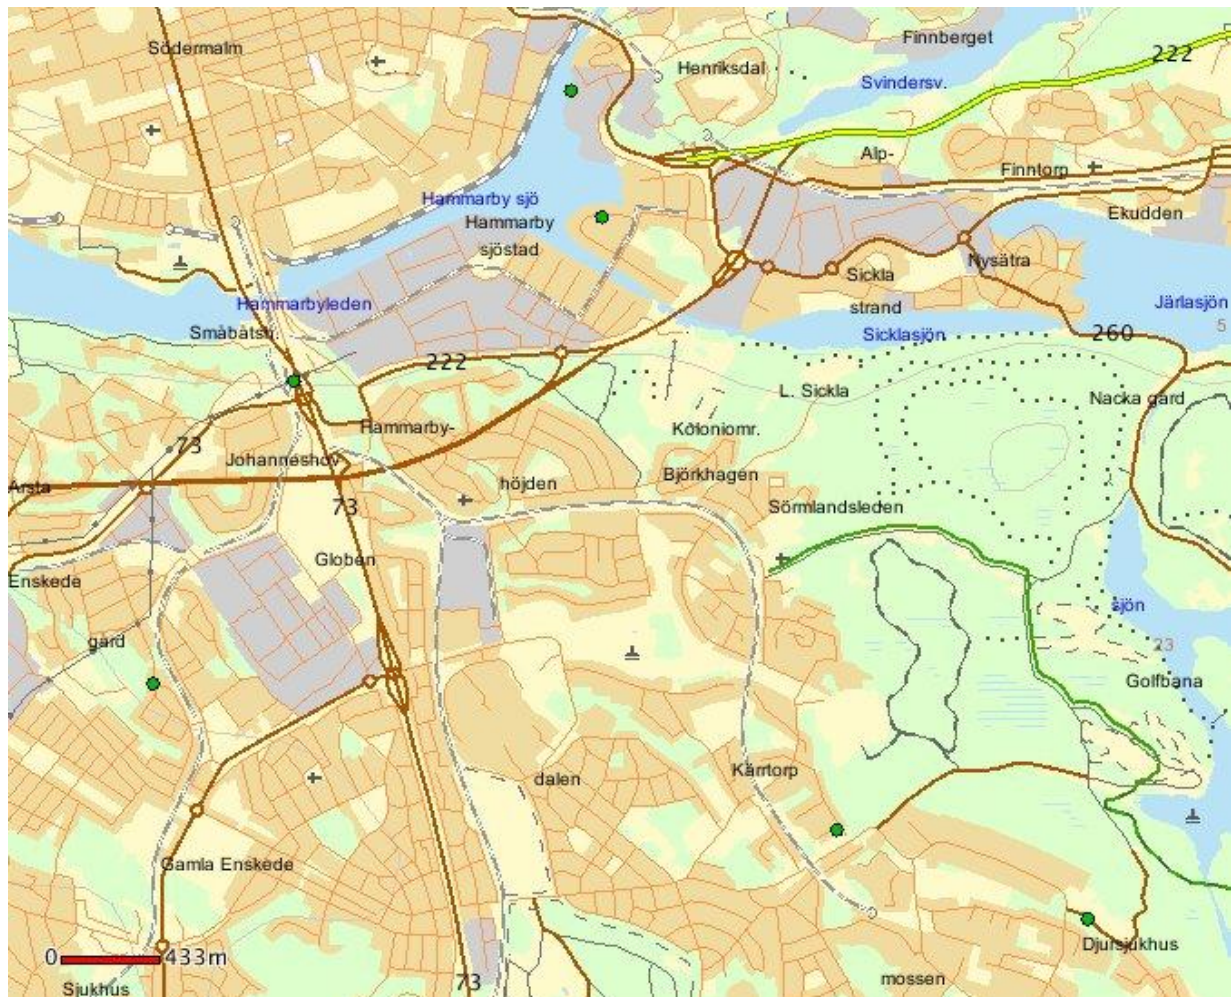 Finnberget
222
Södermalm
Henriksdal
Svindersv.
Alp-
Finntorp
Hammarby sjö
Ekudden
Hammarby
sjöstad
Nysätra
Sickla
Hammarbyleden
strand
Järlasjön
Småbåtsh.
Sicklasjön
260
5
222
L. Sickla
Nacka gård
Hammarby-
Koloniomr.
73
Johanneshov
Björkhagen
Årsta
höjden
73
Sörmlandsleden
Globen
Enskede
sjön
gård
23
Golfbana
Kärrtorp
dalen
Gamla Enskede
Djursjukhus
0 433m
73
mossen
Sjukhus